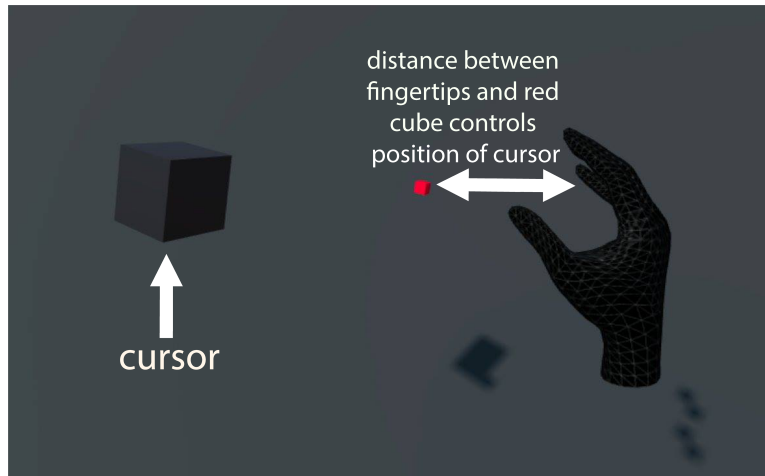 distance between
fingertips and red
cube controls
position of cursor
cursor